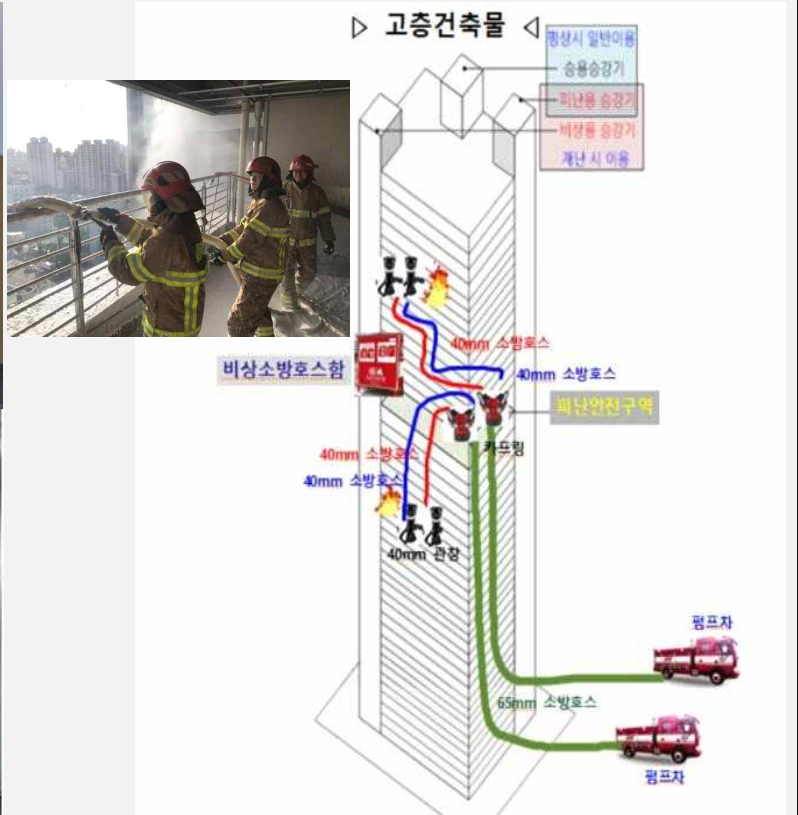 ▷ 고층건축물 ◁
평상시 일반이용
승용승강기
피난용 승강기
비상용 승강기
재난 시 이용
40mm 소방호스
비상소방호스함
40mm 소방호스
피난안전구역
카프링
40mm 소방호스
40mm 소방호스
40mm 관창
펌프차
65mm 소방호스
펌프차